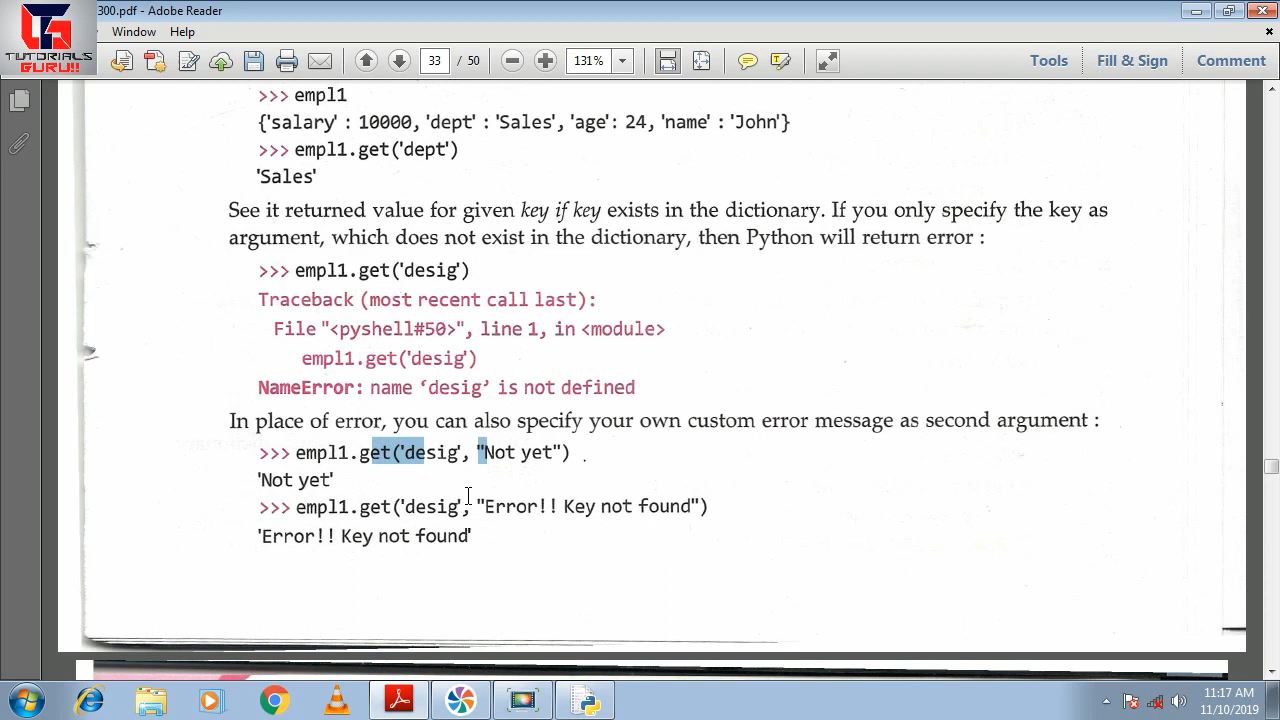 300.pdf - Adobe Reader
TUTORIALS
GURU!!
Window Help
33 / 50 131% Tools Fill & Sign Comment
>>> empl1
{'salary' : 10000, 'dept' : 'Sales', 'age': 24, 'name' : 'John'}
>>> empl1.get('dept')
'Sales'
See it returned value for given key if key exists in the dictionary. If you only specify the key as
argument, which does not exist in the dictionary, then Python will return error :
>>> empl1.get('desig')
Traceback (most recent call last):
File "<pyshell#50>", line 1, in <module>
empl1.get('desig')
NameError: name ‘desig’ is not defined
In place of error, you can also specify your own custom error message as second argument :
>>> empl1.get('desig', "Not yet")
'Not yet'
>>> empl1.get('desig', "Error!! Key not found")
'Error!! Key not found'
11:17 AM
11/10/2019